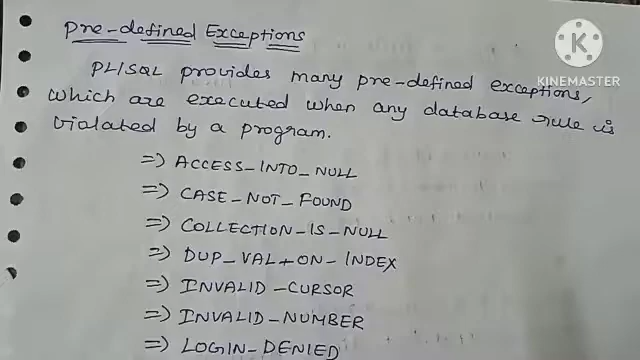 Pre-defined Exceptions
PL/SQL provides many pre-defined exceptions,
which are executed when any database rule is
violated by a program.
=> ACCESS-INTO-NULL
=> CASE-NOT-FOUND
=> COLLECTION-IS-NULL
=> DUP-VAL-ON-INDEX
=> INVALID-CURSOR
=> INVALID-NUMBER
=> LOGIN-DENIED
KINEMASTER